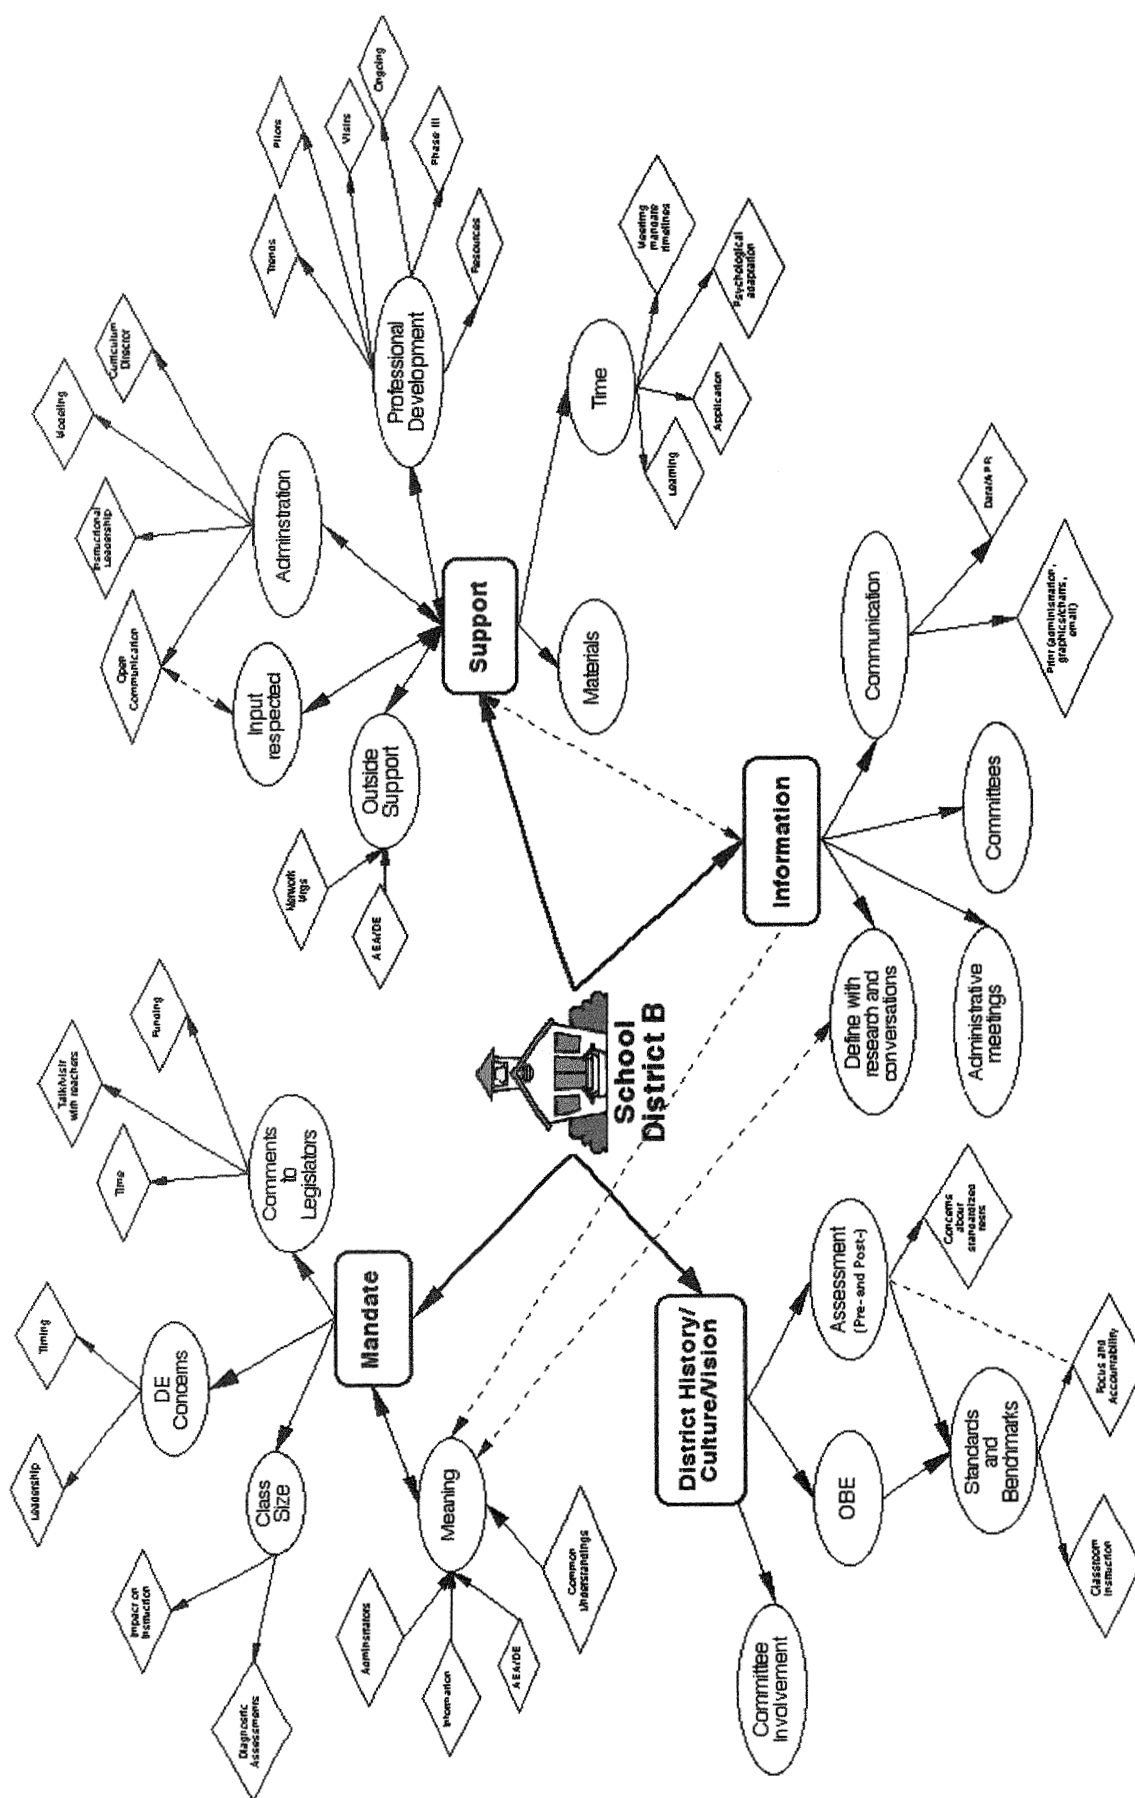 Leadership
Timing
Time
Talk/visit
with teachers
Funding
Open
Communication
Instructional
Leadership
Modeling
Curriculum
Director
Trends
Pilots
Visits
Ongoing
Phase III
Resources
Impact on
Instruction
Diagnostic
Assessments
Class
Size
DE
Concerns
Comments
to
Legislators
Input
respected
Adminstration
Professional
Development
Network
Mtgs
AEA/DE
Outside
Support
Mandate
Support
Administrators
Information
AEA/DE
Common
Understandings
Meaning
School
District B
Materials
Time
Meeting
mandate
timelines
Psychological
adaptation
Application
Learning
District History/
Culture/Vision
Information
Committee
Involvement
OBE
Assessment
(Pre- and Post-)
Define with
research and
conversations
Administrative
meetings
Committees
Communication
Data/APR
Print (administration,
graphics/charts,
email)
Standards
and
Benchmarks
Concerns
about
standardized
tests
Classroom
Instruction
Focus and
Accountability